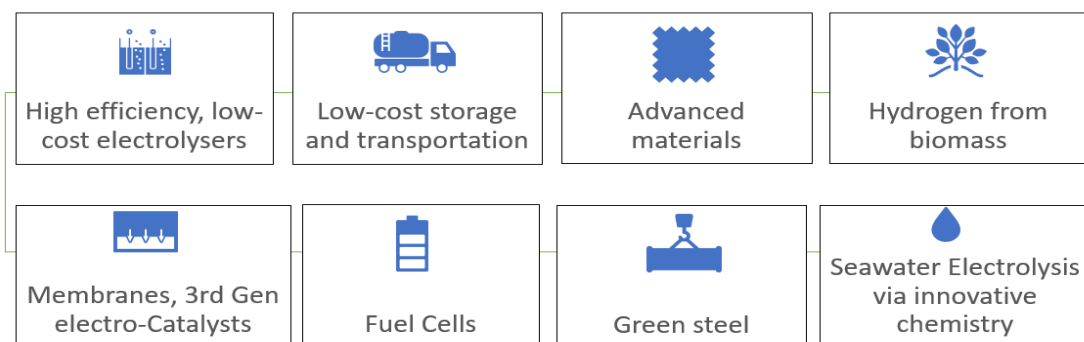 High efficiency, low-
cost electrolysers
Low-cost storage
and transportation
Advanced
materials
Hydrogen from
biomass
Membranes, 3rd Gen
electro-Catalysts
Fuel Cells
Green steel
Seawater Electrolysis
via innovative
chemistry